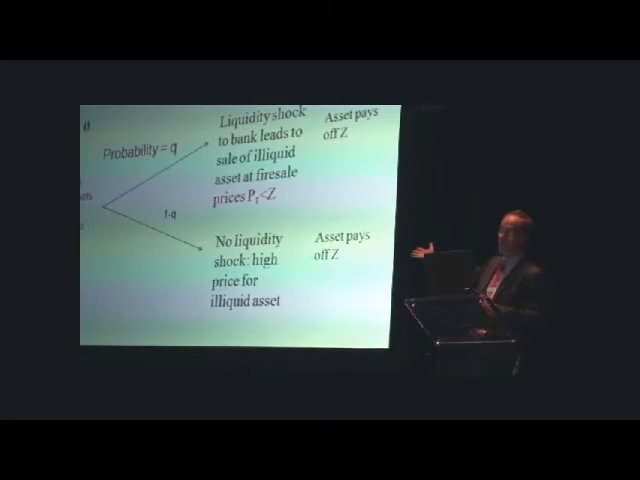 0
Probability = q
Liquidity shock
to bank leads to
sale of illiquid
asset at firesale
prices P₁<Z
Asset pays
off Z
1-q
No liquidity
shock: high
price for
illiquid asset
Asset pays
off Z